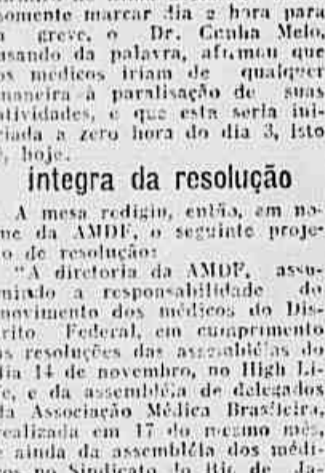 somente marcar dia e hora para
a greve, o Dr. Cunha Melo,
usando da palavra, afirmou que
os médicos iriam de qualquer
maneira à paralisação de suas
atividades, e que esta seria ini-
ciada a zero hora do dia 3, isto
é, hoje.
integra da resolução
A mesa redigiu, então, em no-
me da AMDF, o seguinte proje-
to de resolução:
"A diretoria da AMDF, assu-
mindo a responsabilidade do
movimento dos médicos do Dis-
trito Federal, em cumprimento
as resoluções das assembléias do
dia 14 de novembro, no High Li-
fe, e da assembléia de delegados
da Associação Médica Brasileira,
realizada em 17 do mesmo mês,
e ainda da assembléia dos médi-
cos no Sindicato do Rio de Ja-